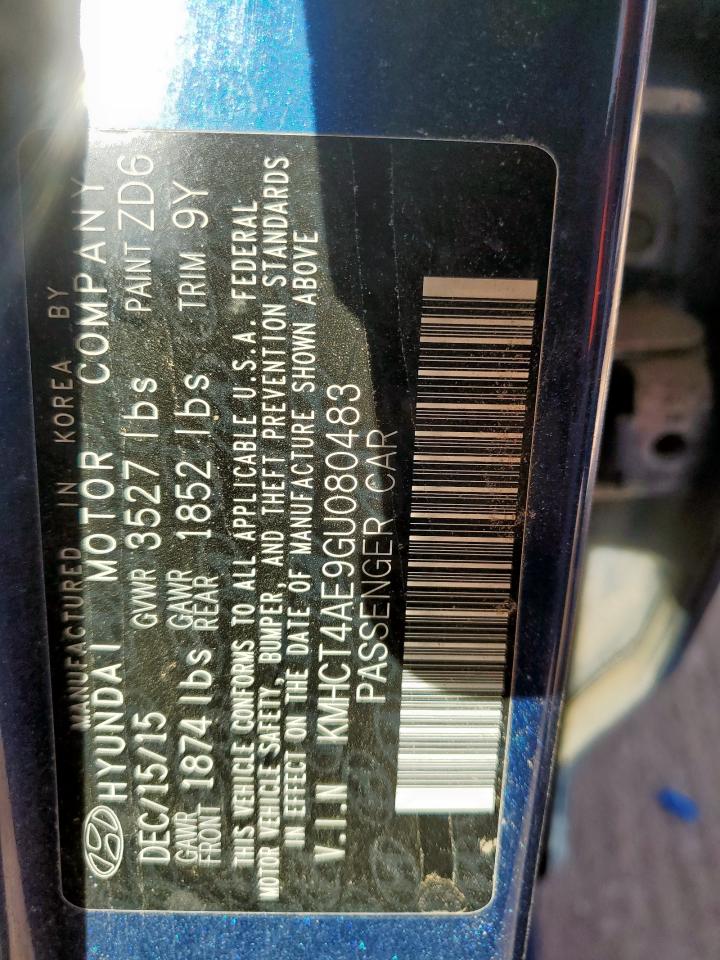 MANUFACTURED IN KOREA BY
HYUNDAI MOTOR COMPANY
DEC/15/15 GVWR 3527 lbs PAINT ZD6
GAWR FRONT 1874 lbs GAWR REAR 1852 lbs TRIM 9Y
THIS VEHICLE CONFORMS TO ALL APPLICABLE U.S.A. FEDERAL
MOTOR VEHICLE SAFETY, BUMPER, AND THEFT PREVENTION STANDARDS
IN EFFECT ON THE DATE OF MANUFACTURE SHOWN ABOVE
V.I.N KMHCT4AE9GU080483
PASSENGER CAR